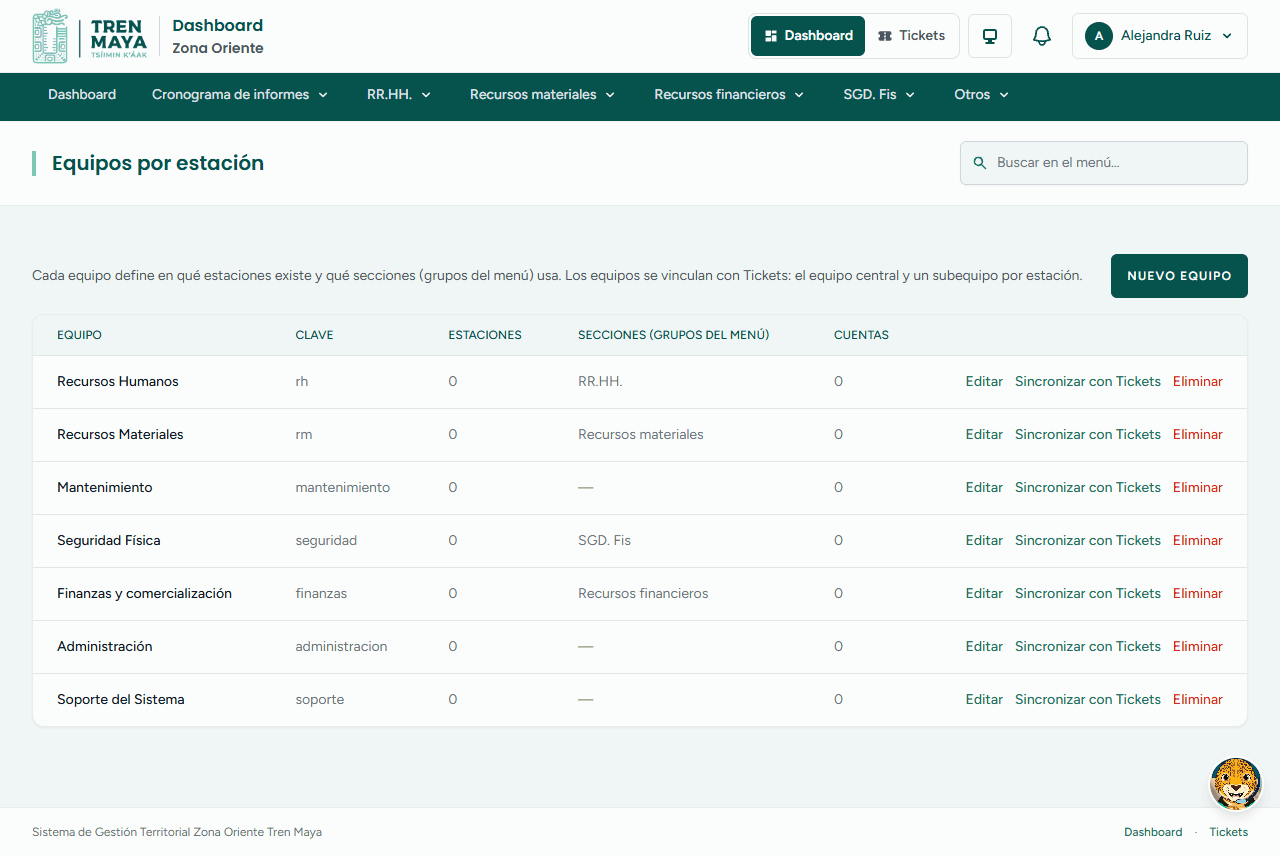 TREN
MAYA
TSÍIMIN K'ÁAK
Dashboard
Zona Oriente
Dashboard
Tickets
A
Alejandra Ruiz
Dashboard
Cronograma de informes
RR.HH.
Recursos materiales
Recursos financieros
SGD. Fis
Otros
Equipos por estación
Buscar en el menú...
Cada equipo define en qué estaciones existe y qué secciones (grupos del menú) usa. Los equipos se vinculan con Tickets: el equipo central y un subequipo por estación.
NUEVO EQUIPO
EQUIPO CLAVE ESTACIONES SECCIONES (GRUPOS DEL MENÚ) CUENTAS
Recursos Humanos rh 0 RR.HH. 0 Editar Sincronizar con Tickets Eliminar
Recursos Materiales rm 0 Recursos materiales 0 Editar Sincronizar con Tickets Eliminar
Mantenimiento mantenimiento 0 — 0 Editar Sincronizar con Tickets Eliminar
Seguridad Física seguridad 0 SGD. Fis 0 Editar Sincronizar con Tickets Eliminar
Finanzas y comercialización finanzas 0 Recursos financieros 0 Editar Sincronizar con Tickets Eliminar
Administración administracion 0 — 0 Editar Sincronizar con Tickets Eliminar
Soporte del Sistema soporte 0 — 0 Editar Sincronizar con Tickets Eliminar
Sistema de Gestión Territorial Zona Oriente Tren Maya
Dashboard · Tickets